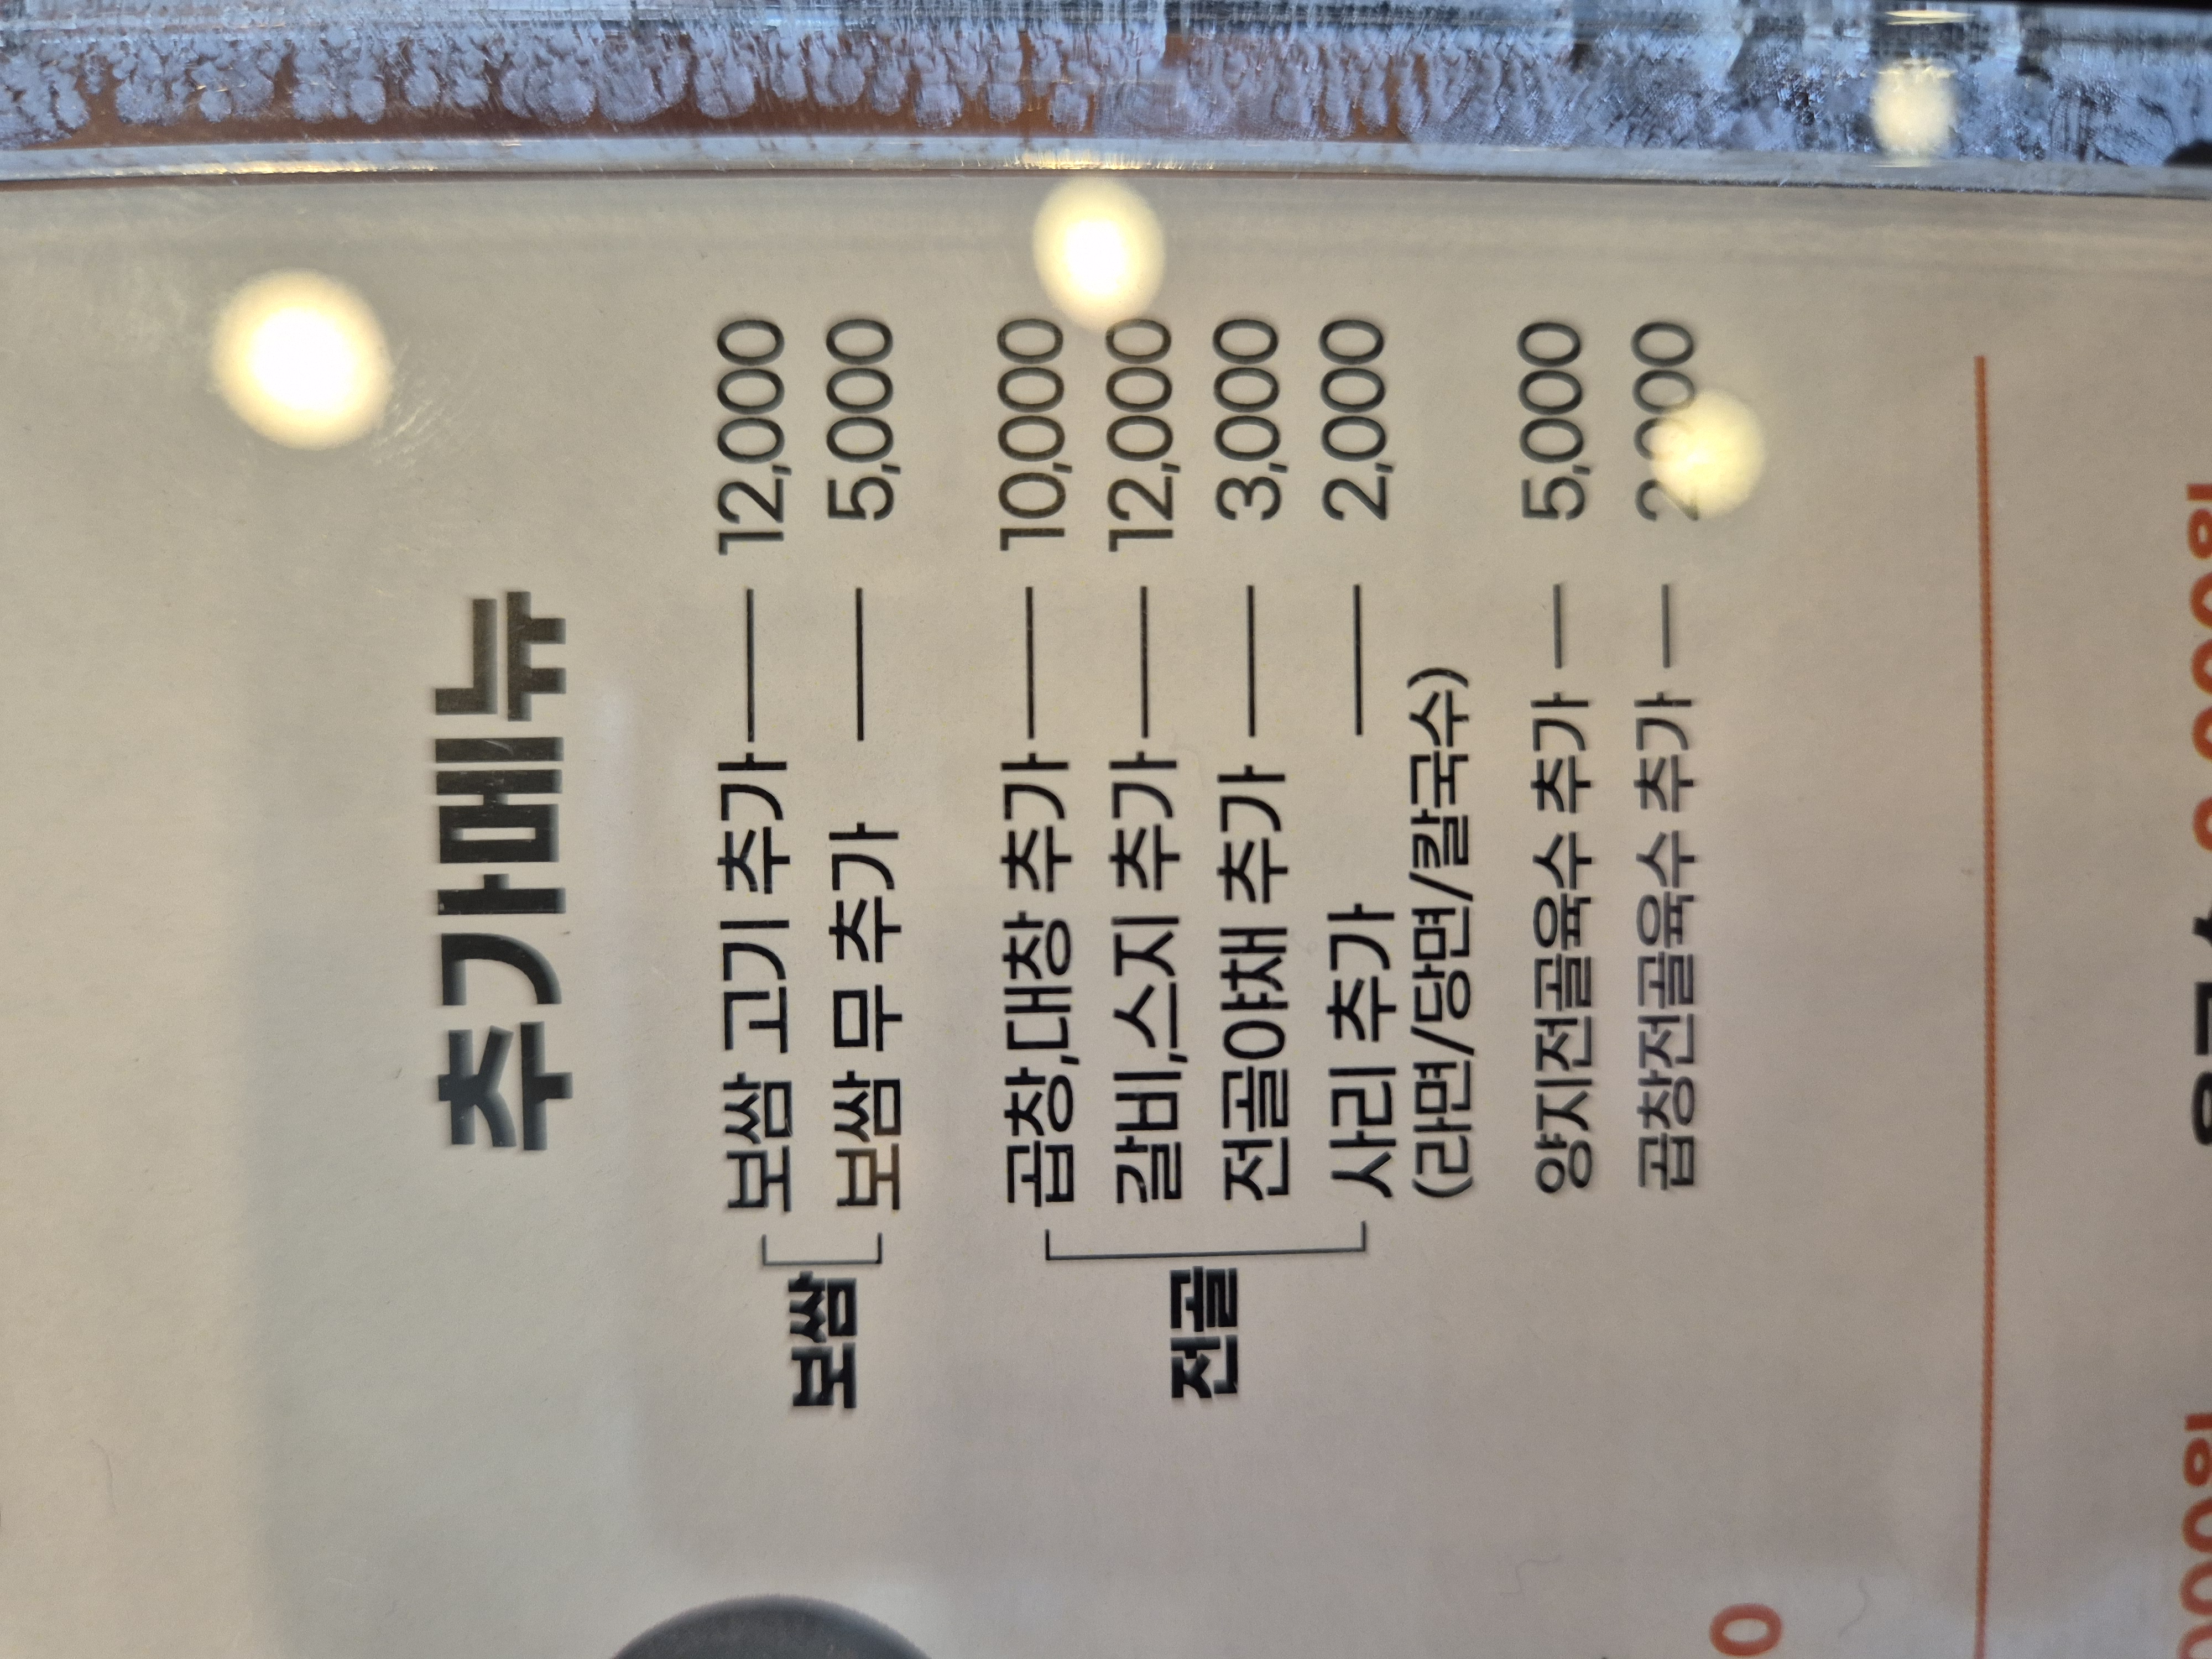 추가메뉴
보쌈
보쌈 고기 추가 12,000
보쌈 무 추가 5,000
전골
곱창,대창 추가 10,000
갈비,스지 추가 12,000
전골야채 추가 3,000
사리 추가 2,000
(라면/당면/칼국수)
양지전골육수 추가 5,000
곱창전골육수 추가 2,000